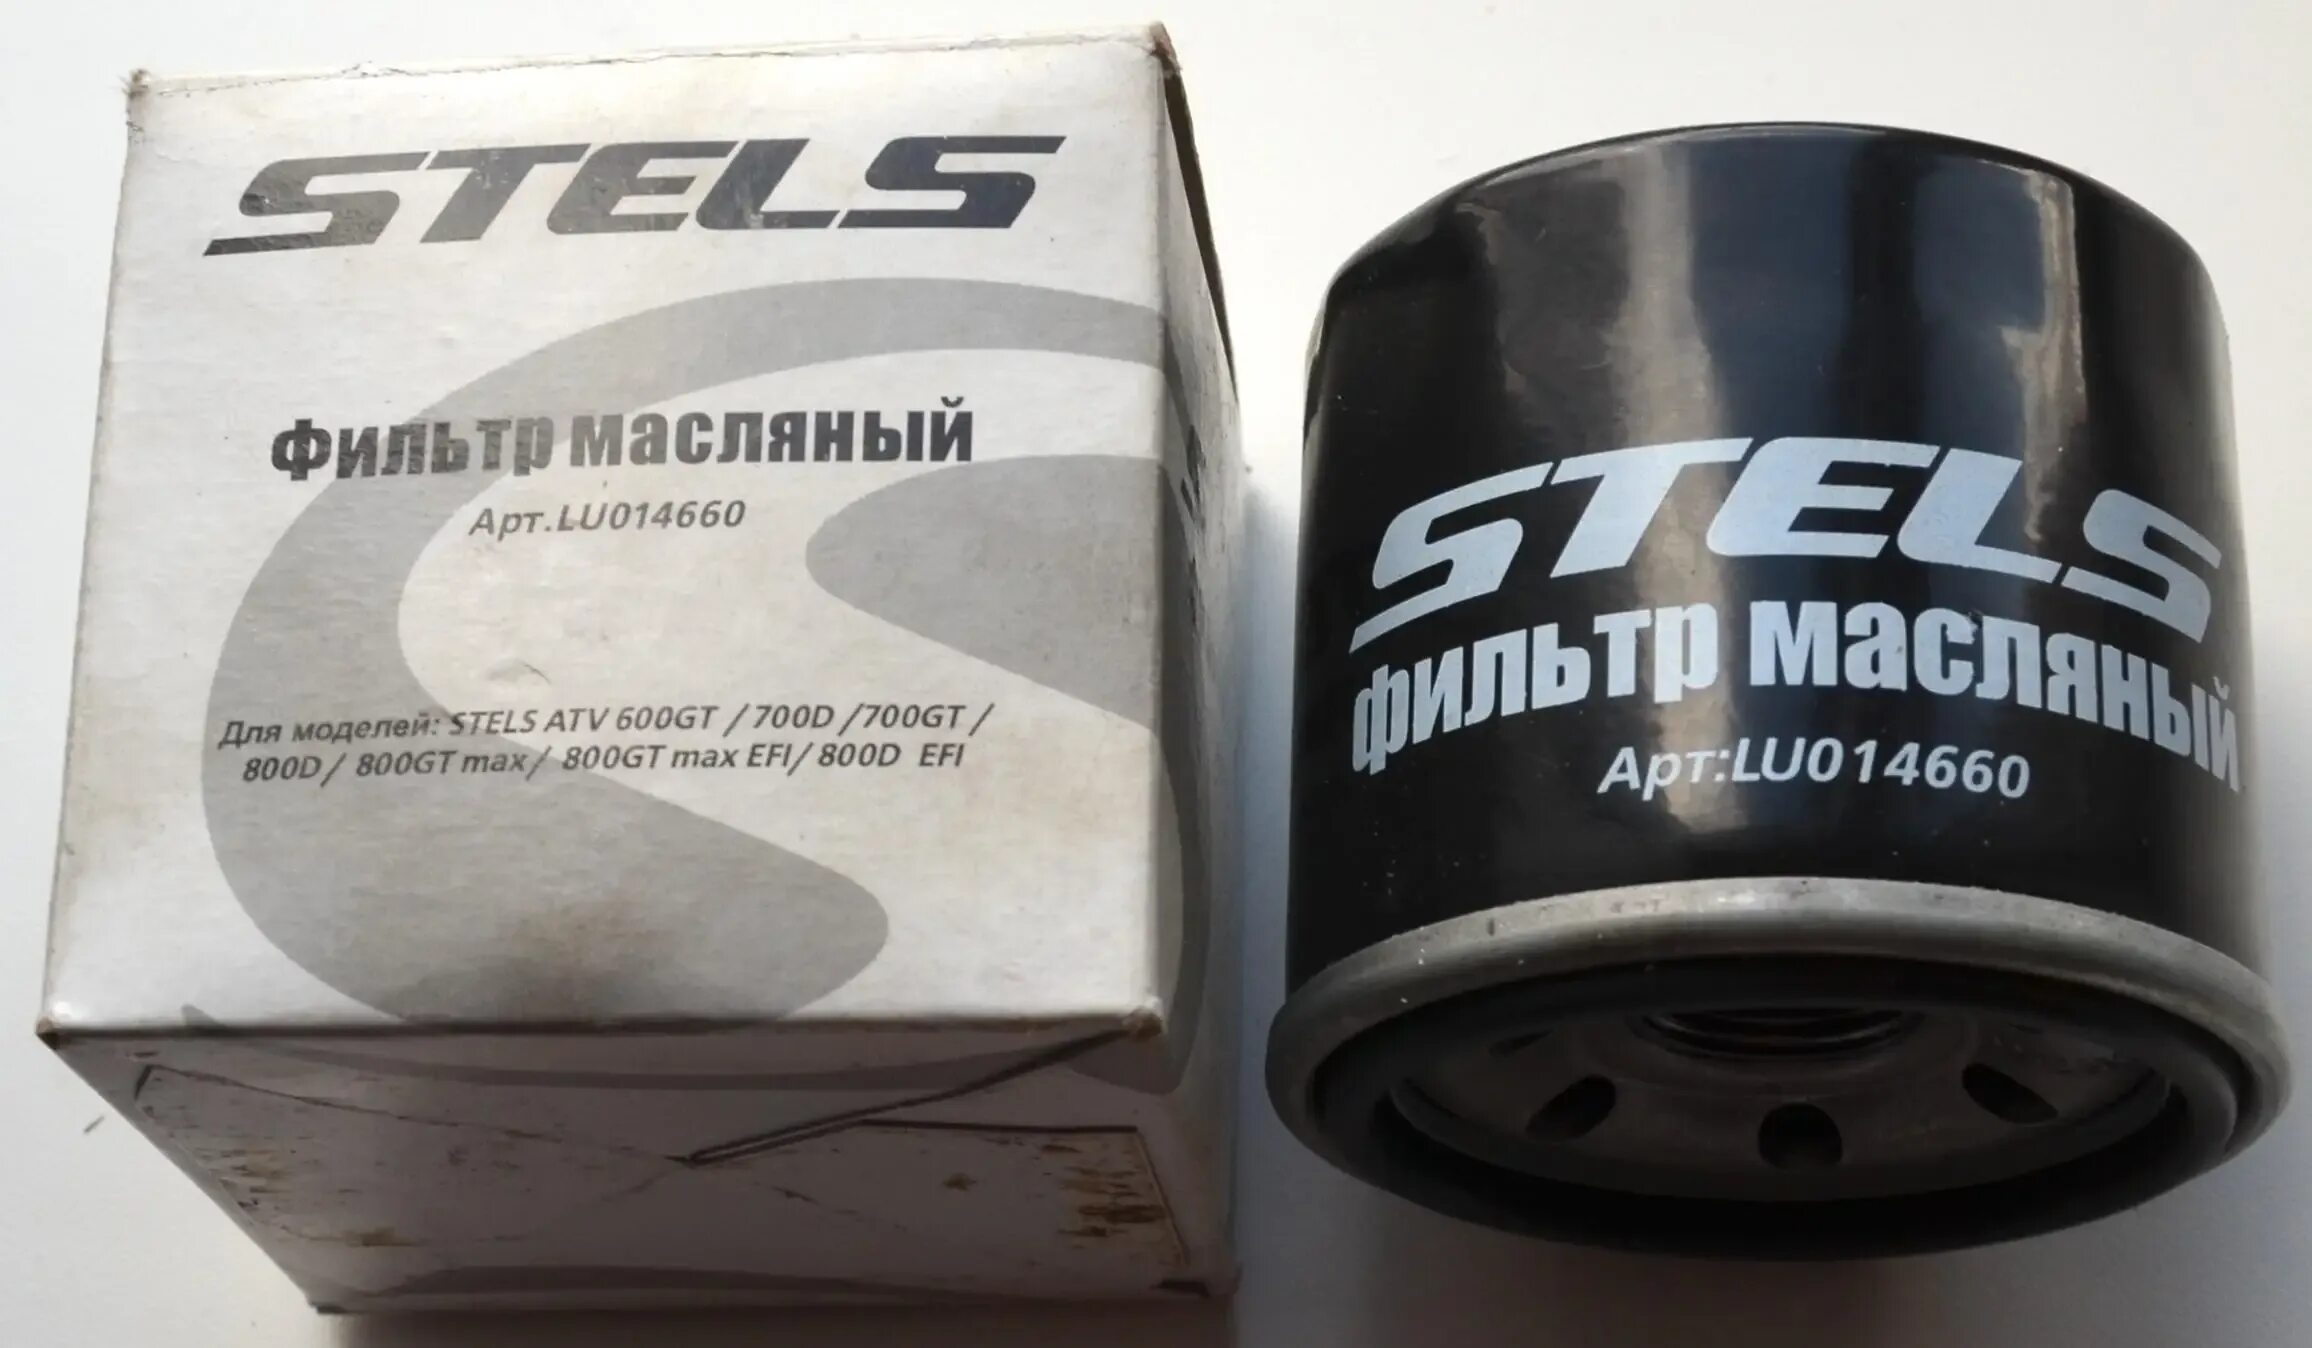 STELS
Фильтр масляный
Арт.LU014660
Для моделей: STELS ATV 600GT /700D /700GT /
800D/ 800GT max/ 800GT max EFI/ 800D EFI
STELS
Фильтр масляный
Арт:LU014660